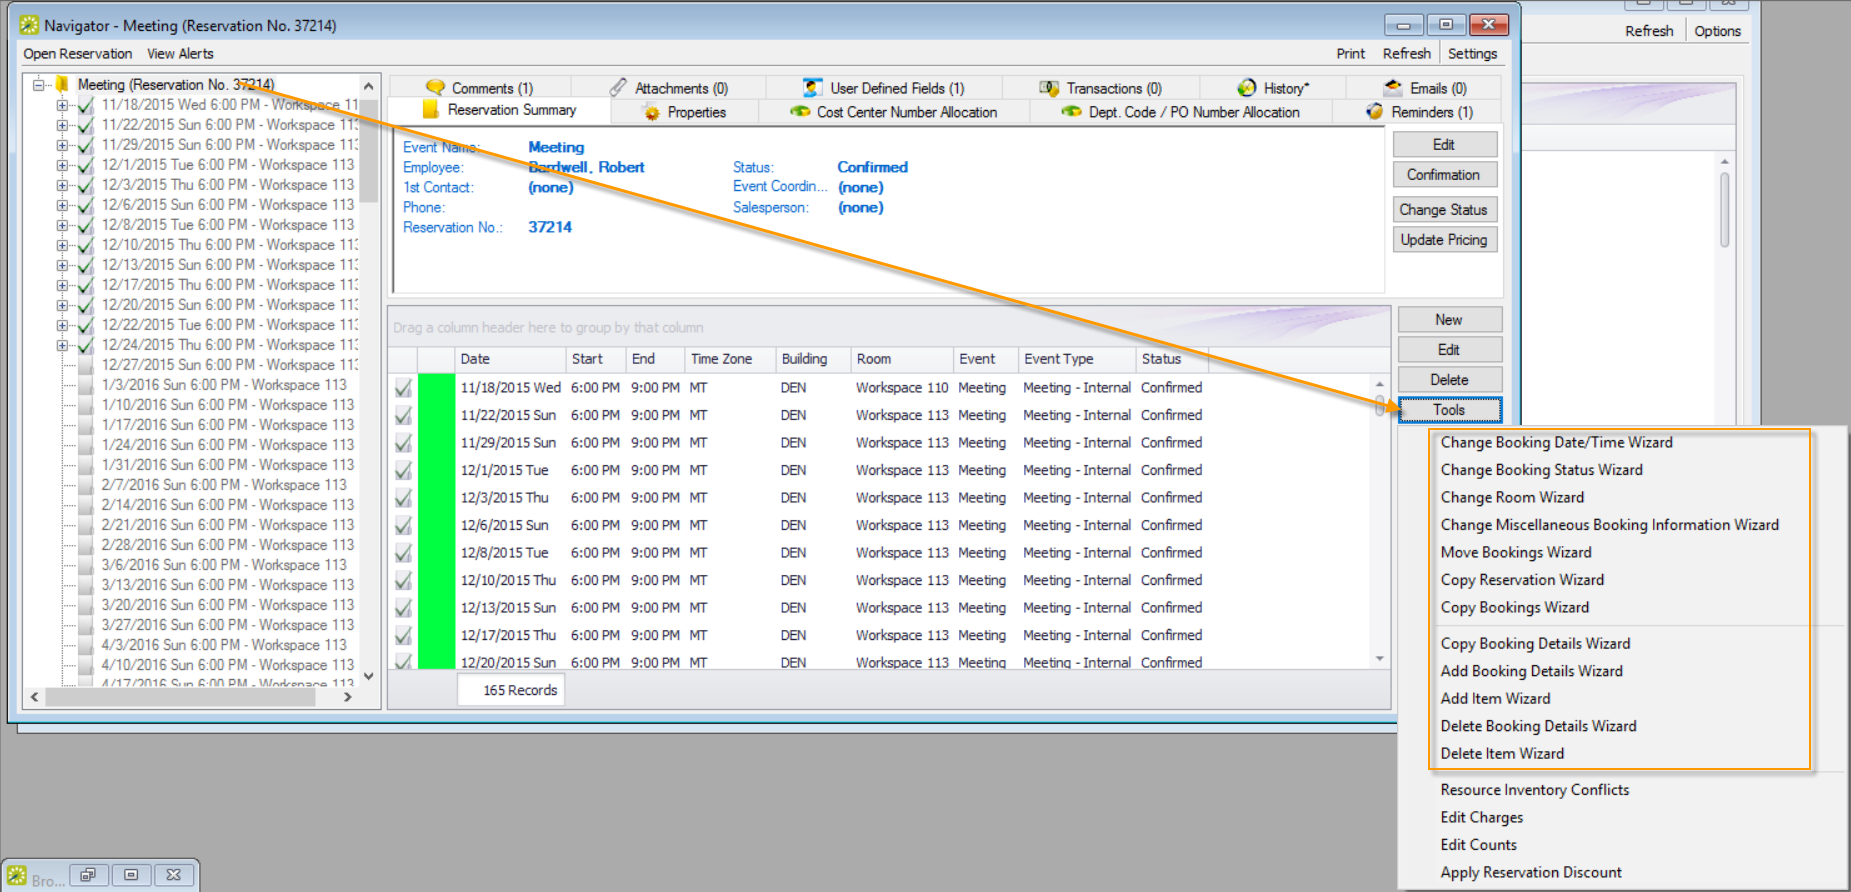 Navigator - Meeting (Reservation No. 37214)
Refresh Options
Open Reservation View Alerts
Print Refresh Settings
Meeting (Reservation No. 37214)
11/18/2015 Wed 6:00 PM - Workspace 11
11/22/2015 Sun 6:00 PM - Workspace 113
11/29/2015 Sun 6:00 PM - Workspace 113
12/1/2015 Tue 6:00 PM - Workspace 113
12/3/2015 Thu 6:00 PM - Workspace 113
12/6/2015 Sun 6:00 PM - Workspace 113
12/8/2015 Tue 6:00 PM - Workspace 113
12/10/2015 Thu 6:00 PM - Workspace 113
12/13/2015 Sun 6:00 PM - Workspace 113
12/17/2015 Thu 6:00 PM - Workspace 113
12/20/2015 Sun 6:00 PM - Workspace 113
12/22/2015 Tue 6:00 PM - Workspace 113
12/24/2015 Thu 6:00 PM - Workspace 113
12/27/2015 Sun 6:00 PM - Workspace 113
1/3/2016 Sun 6:00 PM - Workspace 113
1/10/2016 Sun 6:00 PM - Workspace 113
1/17/2016 Sun 6:00 PM - Workspace 113
1/24/2016 Sun 6:00 PM - Workspace 113
1/31/2016 Sun 6:00 PM - Workspace 113
2/7/2016 Sun 6:00 PM - Workspace 113
2/14/2016 Sun 6:00 PM - Workspace 113
2/21/2016 Sun 6:00 PM - Workspace 113
2/28/2016 Sun 6:00 PM - Workspace 113
3/6/2016 Sun 6:00 PM - Workspace 113
3/13/2016 Sun 6:00 PM - Workspace 113
3/20/2016 Sun 6:00 PM - Workspace 113
3/27/2016 Sun 6:00 PM - Workspace 113
4/3/2016 Sun 6:00 PM - Workspace 113
4/10/2016 Sun 6:00 PM - Workspace 113
4/17/2016 Sun 6:00 PM - Workspace 113
Comments (1) Attachments (0) User Defined Fields (1) Transactions (0) History* Emails (0)
Reservation Summary Properties Cost Center Number Allocation Dept. Code / PO Number Allocation Reminders (1)
Event Name: Meeting
Employee: Bardwell, Robert Status: Confirmed
1st Contact: (none) Event Coordin... (none)
Phone: Salesperson: (none)
Reservation No.: 37214
Edit
Confirmation
Change Status
Update Pricing
Drag a column header here to group by that column
Date Start End Time Zone Building Room Event Event Type Status
11/18/2015 Wed 6:00 PM 9:00 PM MT DEN Workspace 110 Meeting Meeting - Internal Confirmed
11/22/2015 Sun 6:00 PM 9:00 PM MT DEN Workspace 113 Meeting Meeting - Internal Confirmed
11/29/2015 Sun 6:00 PM 9:00 PM MT DEN Workspace 113 Meeting Meeting - Internal Confirmed
12/1/2015 Tue 6:00 PM 9:00 PM MT DEN Workspace 113 Meeting Meeting - Internal Confirmed
12/3/2015 Thu 6:00 PM 9:00 PM MT DEN Workspace 113 Meeting Meeting - Internal Confirmed
12/6/2015 Sun 6:00 PM 9:00 PM MT DEN Workspace 113 Meeting Meeting - Internal Confirmed
12/8/2015 Tue 6:00 PM 9:00 PM MT DEN Workspace 113 Meeting Meeting - Internal Confirmed
12/10/2015 Thu 6:00 PM 9:00 PM MT DEN Workspace 113 Meeting Meeting - Internal Confirmed
12/13/2015 Sun 6:00 PM 9:00 PM MT DEN Workspace 113 Meeting Meeting - Internal Confirmed
12/17/2015 Thu 6:00 PM 9:00 PM MT DEN Workspace 113 Meeting Meeting - Internal Confirmed
12/20/2015 Sun 6:00 PM 9:00 PM MT DEN Workspace 113 Meeting Meeting - Internal Confirmed
165 Records
New
Edit
Delete
Tools
Change Booking Date/Time Wizard
Change Booking Status Wizard
Change Room Wizard
Change Miscellaneous Booking Information Wizard
Move Bookings Wizard
Copy Reservation Wizard
Copy Bookings Wizard
Copy Booking Details Wizard
Add Booking Details Wizard
Add Item Wizard
Delete Booking Details Wizard
Delete Item Wizard
Resource Inventory Conflicts
Edit Charges
Edit Counts
Apply Reservation Discount
Bro...